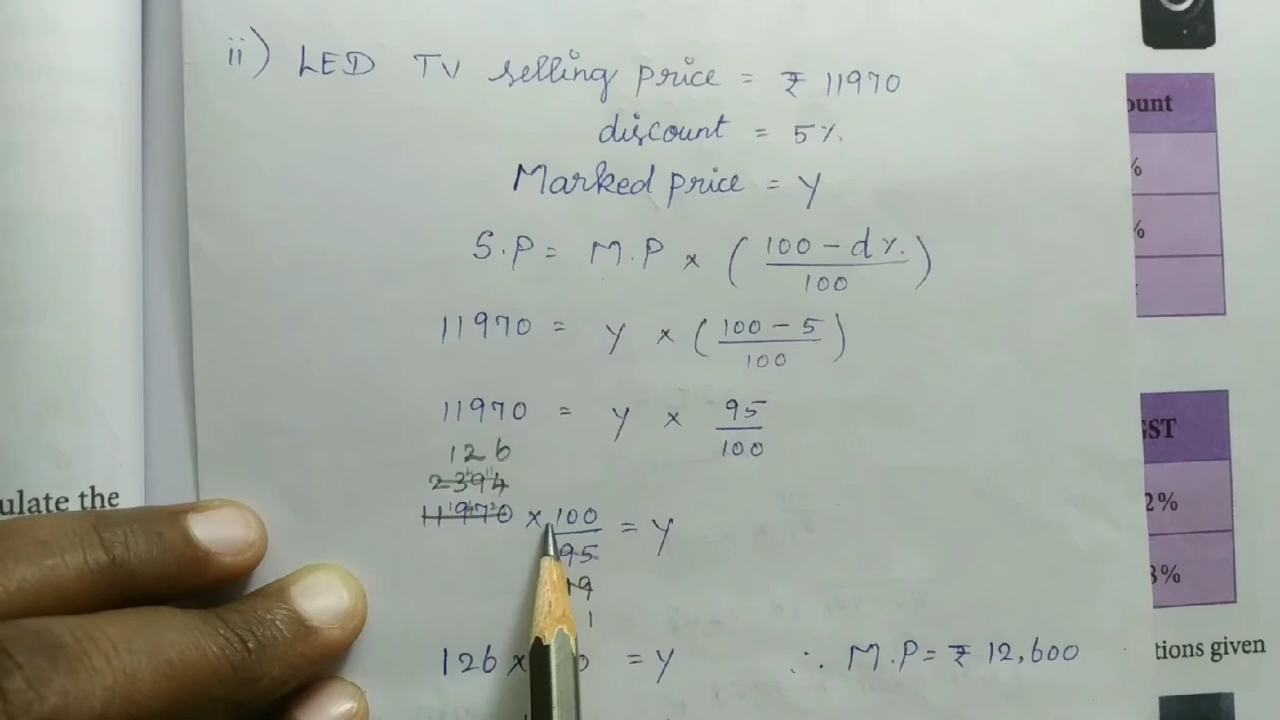 ii) LED TV selling price = ₹ 11970
discount = 5%.
Marked price = y
S.P = M.P × (100 - d%. / 100)
11970 = y × (100 - 5 / 100)
11970 = y × 95 / 100
126
2394
11970 × 100 / 95 = y
19
1
126 × = y
∴ M.P = ₹ 12,600
ulate the
ount
%
%
GST
2%
8%
tions given